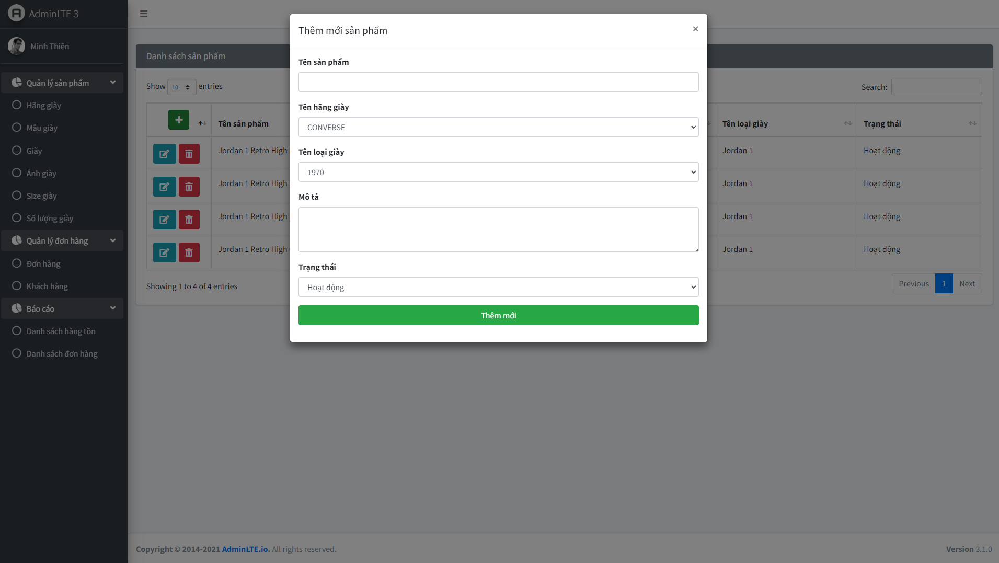 AdminLTE 3
Minh Thiên
Quản lý sản phẩm
Hãng giày
Mẫu giày
Giày
Ảnh giày
Size giày
Số lượng giày
Quản lý đơn hàng
Đơn hàng
Khách hàng
Báo cáo
Danh sách hàng tồn
Danh sách đơn hàng
Danh sách sản phẩm
Show 10 entries
Search:
Tên sản phẩm
Tên loại giày
Trạng thái
Jordan 1 Retro High
Jordan 1
Hoạt động
Jordan 1 Retro High
Jordan 1
Hoạt động
Jordan 1 Retro High
Jordan 1
Hoạt động
Jordan 1 Retro High
Jordan 1
Hoạt động
Showing 1 to 4 of 4 entries
Previous 1 Next
Thêm mới sản phẩm ×
Tên sản phẩm
Tên hãng giày
CONVERSE
Tên loại giày
1970
Mô tả
Trạng thái
Hoạt động
Thêm mới
Copyright © 2014-2021 AdminLTE.io. All rights reserved.
Version 3.1.0